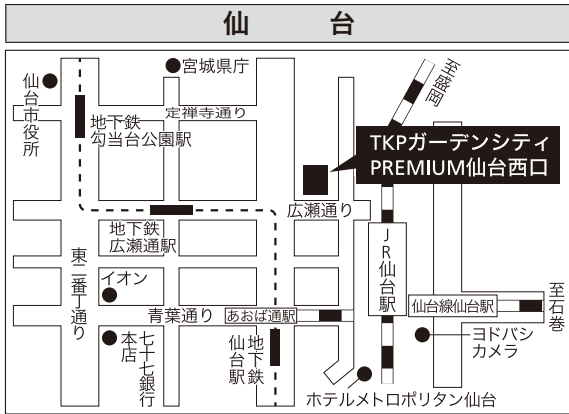 仙　台
仙台市役所
宮城県庁
至盛岡
定禅寺通り
地下鉄
勾当台公園駅
TKPガーデンシティ
PREMIUM仙台西口
広瀬通り
地下鉄
広瀬通駅
東二番丁通り
イオン
JR仙台駅
青葉通り
あおば通駅
仙台線仙台駅
至石巻
七十七銀行
本店
地下鉄
仙台駅
ヨドバシ
カメラ
ホテルメトロポリタン仙台